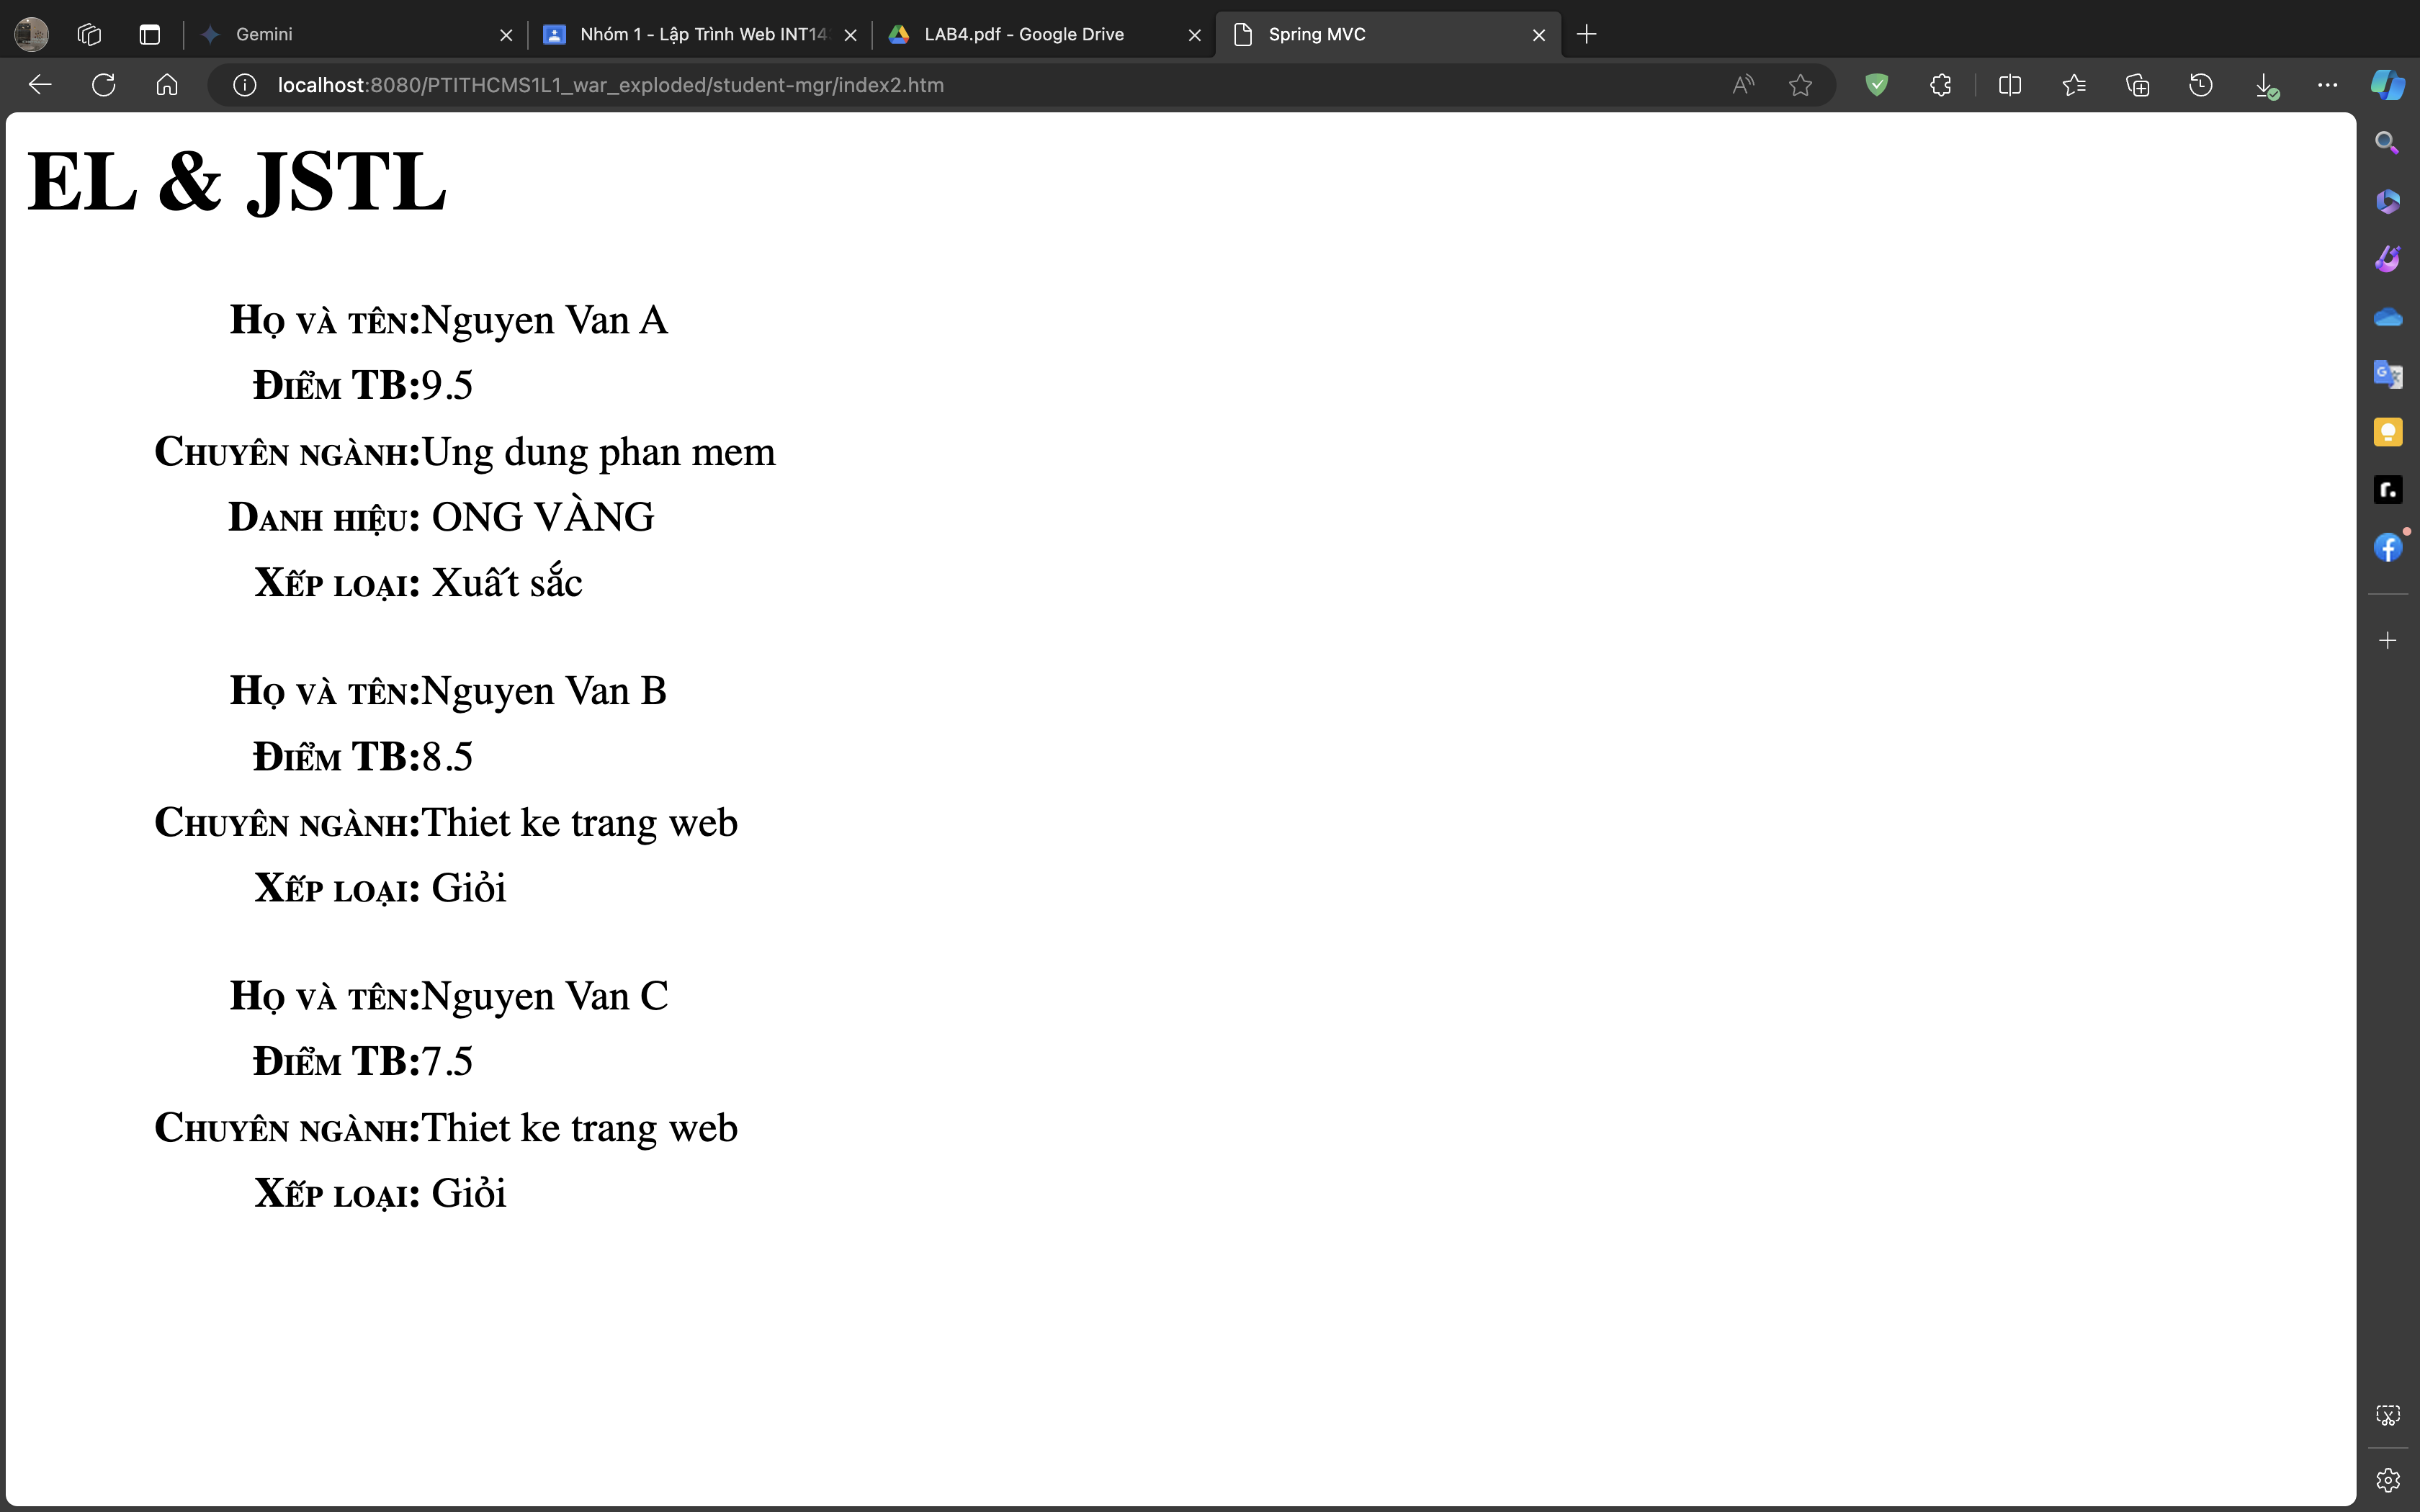 Gemini
Nhóm 1 - Lập Trình Web INT14
LAB4.pdf - Google Drive
Spring MVC
localhost:8080/PTITHCMS1L1_war_exploded/student-mgr/index2.htm
EL & JSTL
Họ và tên:Nguyen Van A
Điểm TB:9.5
Chuyên ngành:Ung dung phan mem
Danh hiệu: ONG VÀNG
Xếp loại: Xuất sắc
Họ và tên:Nguyen Van B
Điểm TB:8.5
Chuyên ngành:Thiet ke trang web
Xếp loại: Giỏi
Họ và tên:Nguyen Van C
Điểm TB:7.5
Chuyên ngành:Thiet ke trang web
Xếp loại: Giỏi